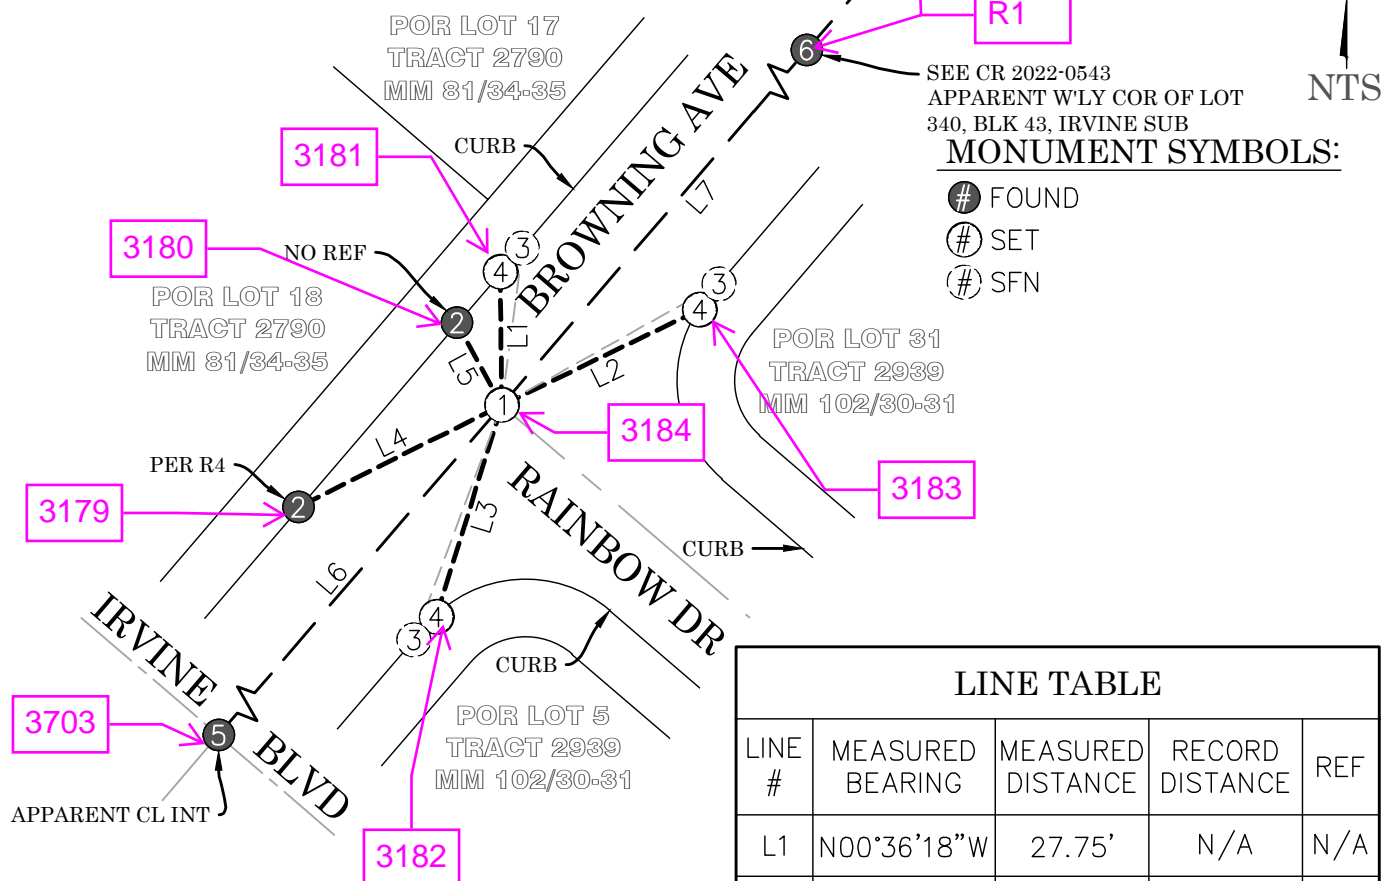 POR LOT 17
TRACT 2790
MM 81/34-35
R1
6
SEE CR 2022-0543
APPARENT W'LY COR OF LOT
340, BLK 43, IRVINE SUB
NTS
MONUMENT SYMBOLS:
# FOUND
# SET
# SFN
CURB
3181
BROWNING AVE
L7
3180
NO REF
3
4
2
POR LOT 18
TRACT 2790
MM 81/34-35
L1
L5
L2
3
4
POR LOT 31
TRACT 2939
MM 102/30-31
1
3184
L4
PER R4
2
3179
3183
L3
RAINBOW DR
CURB
L6
4
3
IRVINE BLVD
CURB
3703
5
APPARENT CL INT
POR LOT 5
TRACT 2939
MM 102/30-31
3182
LINE TABLE
LINE #
MEASURED BEARING
MEASURED DISTANCE
RECORD DISTANCE
REF
L1 N00°36'18"W 27.75' N/A N/A